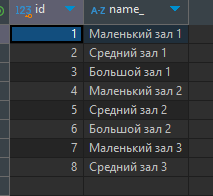 123 id A-Z name_
1 Маленький зал 1
2 Средний зал 1
3 Большой зал 1
4 Маленький зал 2
5 Средний зал 2
6 Большой зал 2
7 Маленький зал 3
8 Средний зал 3